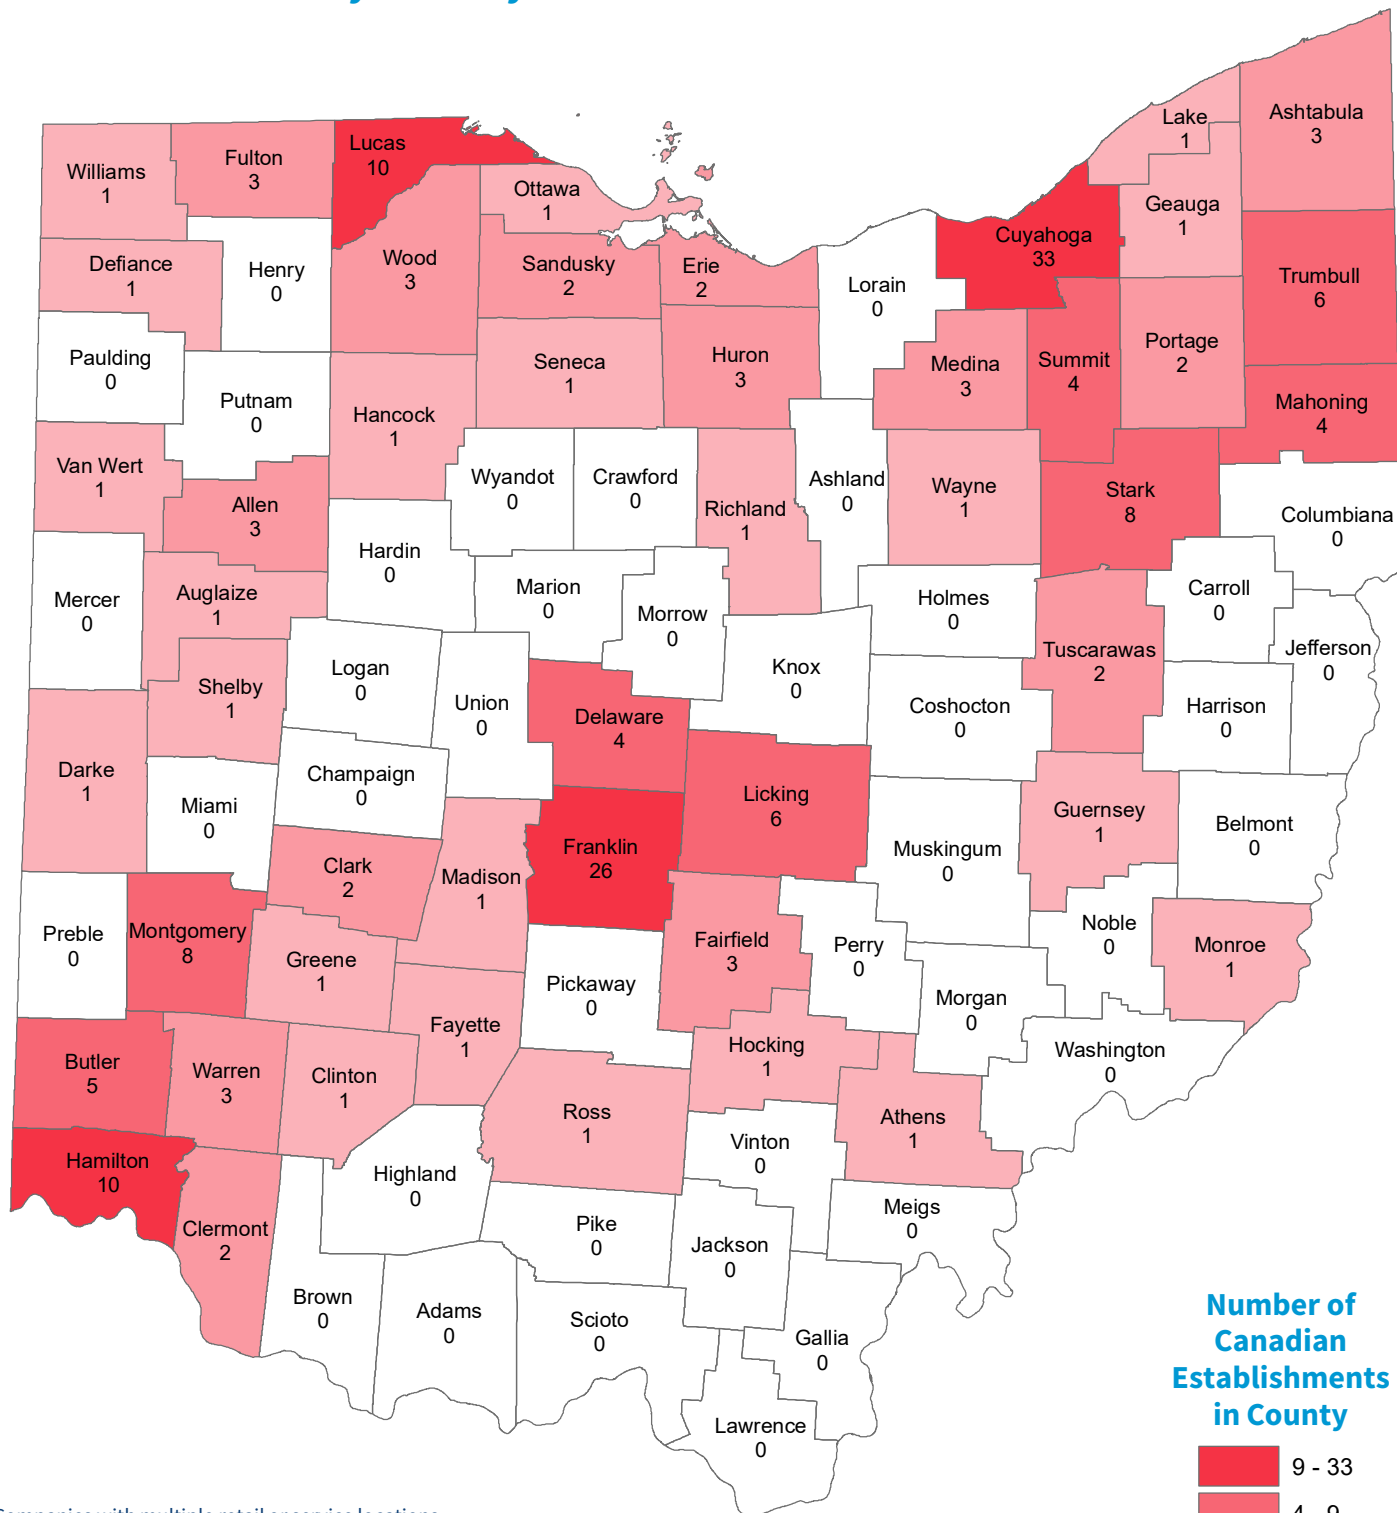 Lake
1
Ashtabula
3
Lucas
10
Fulton
3
Williams
1
Ottawa
1
Geauga
1
Cuyahoga
33
Wood
3
Sandusky
2
Erie
2
Defiance
1
Henry
0
Lorain
0
Trumbull
6
Paulding
0
Seneca
1
Huron
3
Medina
3
Summit
4
Portage
2
Putnam
0
Hancock
1
Mahoning
4
Van Wert
1
Allen
3
Wyandot
0
Crawford
0
Richland
1
Ashland
0
Wayne
1
Stark
8
Columbiana
0
Hardin
0
Mercer
0
Auglaize
1
Marion
0
Morrow
0
Holmes
0
Carroll
0
Jefferson
0
Tuscarawas
2
Logan
0
Shelby
1
Union
0
Knox
0
Delaware
4
Coshocton
0
Harrison
0
Darke
1
Miami
0
Champaign
0
Licking
6
Guernsey
1
Belmont
0
Franklin
26
Muskingum
0
Clark
2
Madison
1
Preble
0
Montgomery
8
Greene
1
Fairfield
3
Perry
0
Noble
0
Monroe
1
Pickaway
0
Morgan
0
Fayette
1
Hocking
1
Washington
0
Butler
5
Warren
3
Clinton
1
Ross
1
Athens
1
Vinton
0
Hamilton
10
Highland
0
Clermont
2
Pike
0
Jackson
0
Meigs
0
Brown
0
Adams
0
Scioto
0
Gallia
0
Lawrence
0
Number of
Canadian
Establishments
in County
9 - 33